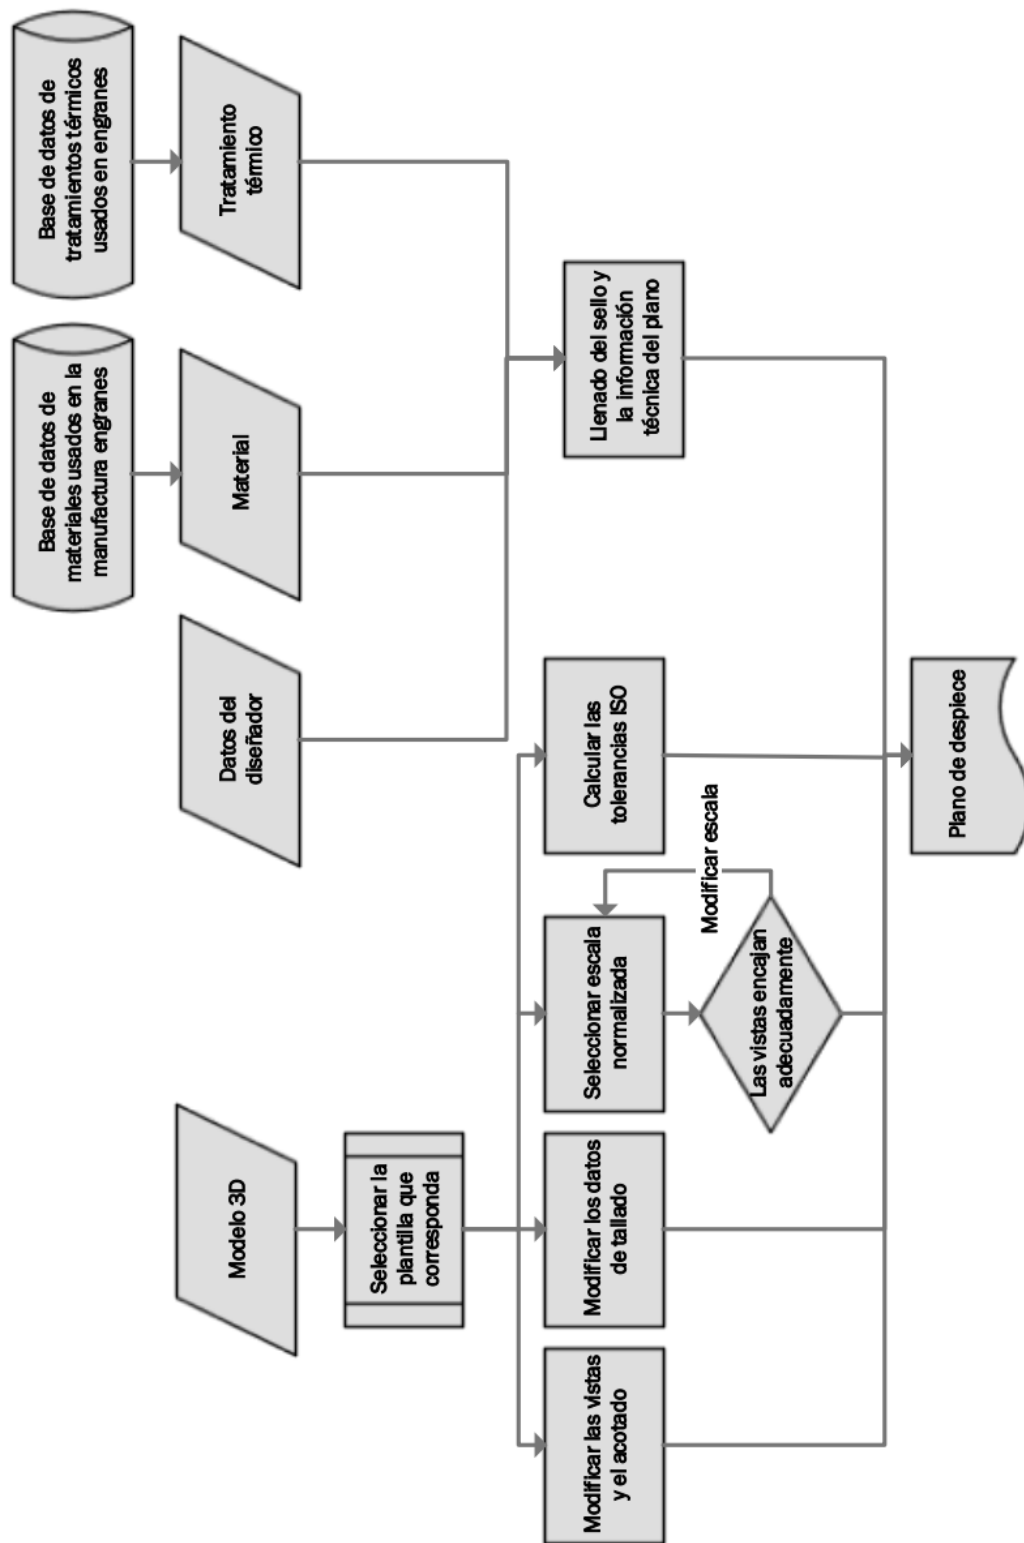 Base de datos de
materiales usados en la
manufactura engranes
Base de datos de
tratamientos térmicos
usados en engranes
Modelo 3D
Datos del
diseñador
Material
Tratamiento
térmico
Seleccionar la
plantilla que
corresponda
Modificar las vistas
y el acotado
Modificar los datos
de tallado
Seleccionar escala
normalizada
Calcular las
tolerancias ISO
Llenado del sello y
la información
técnica del plano
Modificar escala
Las vistas encajan
adecuadamente
Plano de despiece